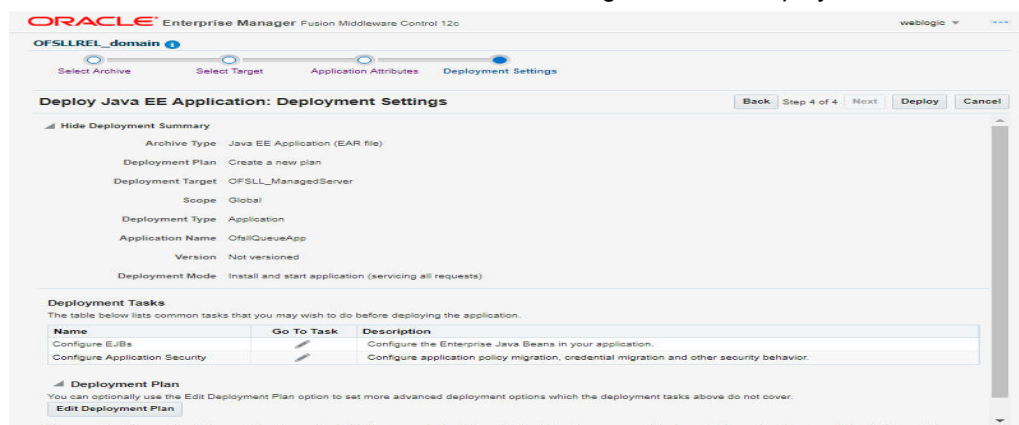 ORACLE Enterprise Manager Fusion Middleware Control 12c weblogic
OFSLLREL_domain
Select Archive Select Target Application Attributes Deployment Settings
Deploy Java EE Application: Deployment Settings Back Step 4 of 4 Next Deploy Cancel
Hide Deployment Summary
Archive Type Java EE Application (EAR file)
Deployment Plan Create a new plan
Deployment Target OFSLL_ManagedServer
Scope Global
Deployment Type Application
Application Name OfsllQueueApp
Version Not versioned
Deployment Mode Install and start application (servicing all requests)
Deployment Tasks
The table below lists common tasks that you may wish to do before deploying the application.
Name Go To Task Description
Configure EJBs Configure the Enterprise Java Beans in your application.
Configure Application Security Configure application policy migration, credential migration and other security behavior.
Deployment Plan
You can optionally use the Edit Deployment Plan option to set more advanced deployment options which the deployment tasks above do not cover.
Edit Deployment Plan